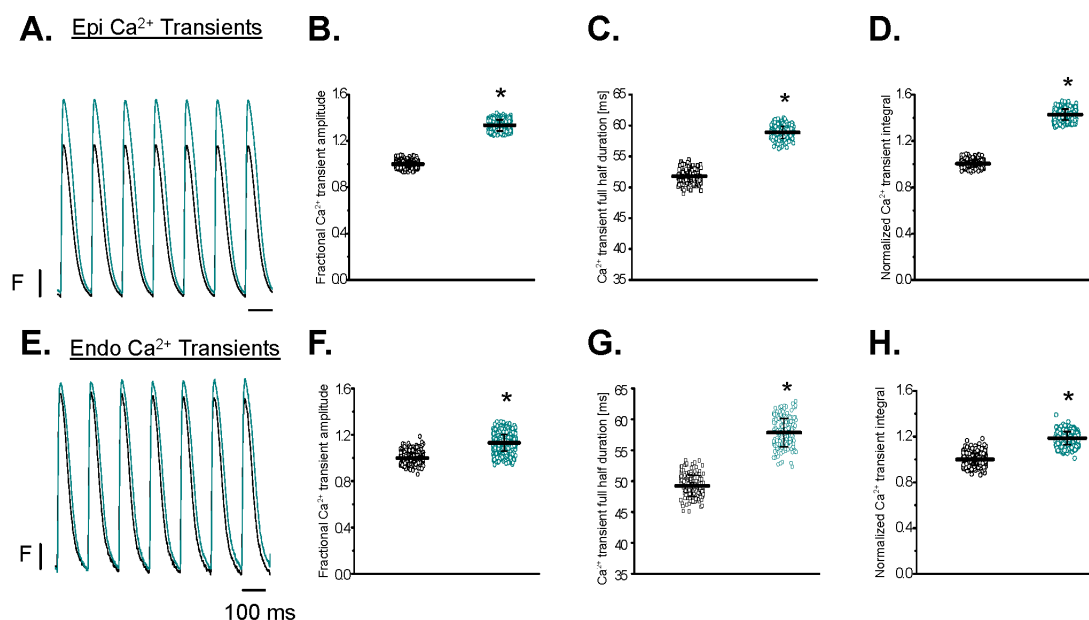 A. Epi Ca²⁺ Transients
F
B.
Fractional Ca²⁺ transient amplitude
1.6
1.2
0.8
0.4
0.0
*
C.
Ca²⁺ transient full half duration [ms]
65
60
55
50
45
40
35
*
D.
Normalized Ca²⁺ transient integral
1.6
1.2
0.8
0.4
0.0
*
E. Endo Ca²⁺ Transients
F
100 ms
F.
Fractional Ca²⁺ transient amplitude
1.6
1.2
0.8
0.4
0.0
*
G.
Ca²⁺ transient full half duration [ms]
65
60
55
50
45
40
35
*
H.
Normalized Ca²⁺ transient integral
1.6
1.2
0.8
0.4
0.0
*